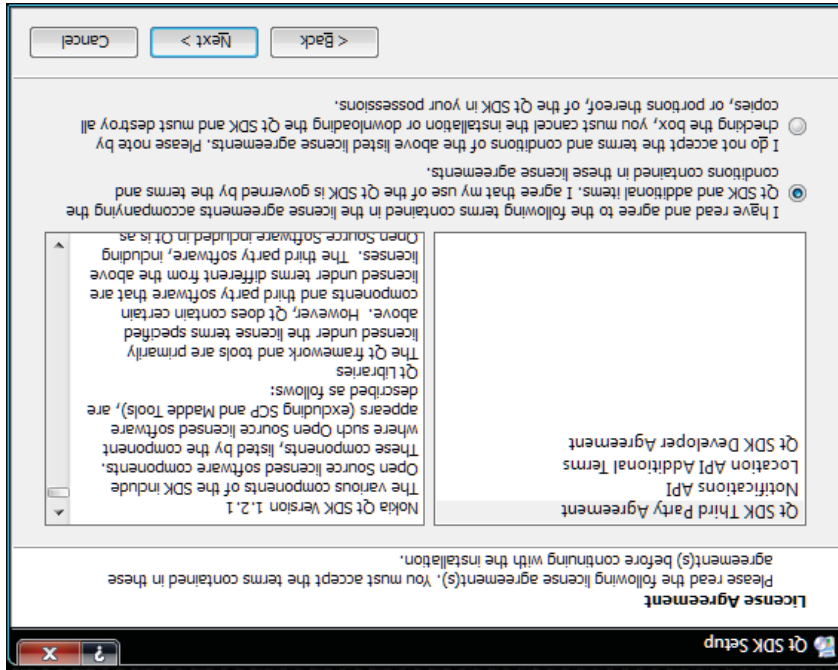 Qt SDK Setup
? X
License Agreement
Please read the following license agreement(s). You must accept the terms contained in these
agreement(s) before continuing with the installation.
Qt SDK Third Party Agreement
Notifications API
Location API Additional Terms
Qt SDK Developer Agreement
Nokia Qt SDK Version 1.2.1
The various components of the SDK include
Open Source licensed software components.
These components, listed by the component
where such Open Source licensed software
appears (excluding SCP and Madde Tools), are
described as follows:
Qt Libraries
The Qt framework and tools are primarily
licensed under the license terms specified
above.  However, Qt does contain certain
components and third party software that are
licensed under terms different from the above
licenses.  The third party software, including
Open Source Software included in Qt is as
I have read and agree to the following terms contained in the license agreements accompanying the
Qt SDK and additional items. I agree that my use of the Qt SDK is governed by the terms and
conditions contained in these license agreements.
I do not accept the terms and conditions of the above listed license agreements. Please note by
checking the box, you must cancel the installation or downloading the Qt SDK and must destroy all
copies, or portions thereof, of the Qt SDK in your possessions.
< Back
Next >
Cancel